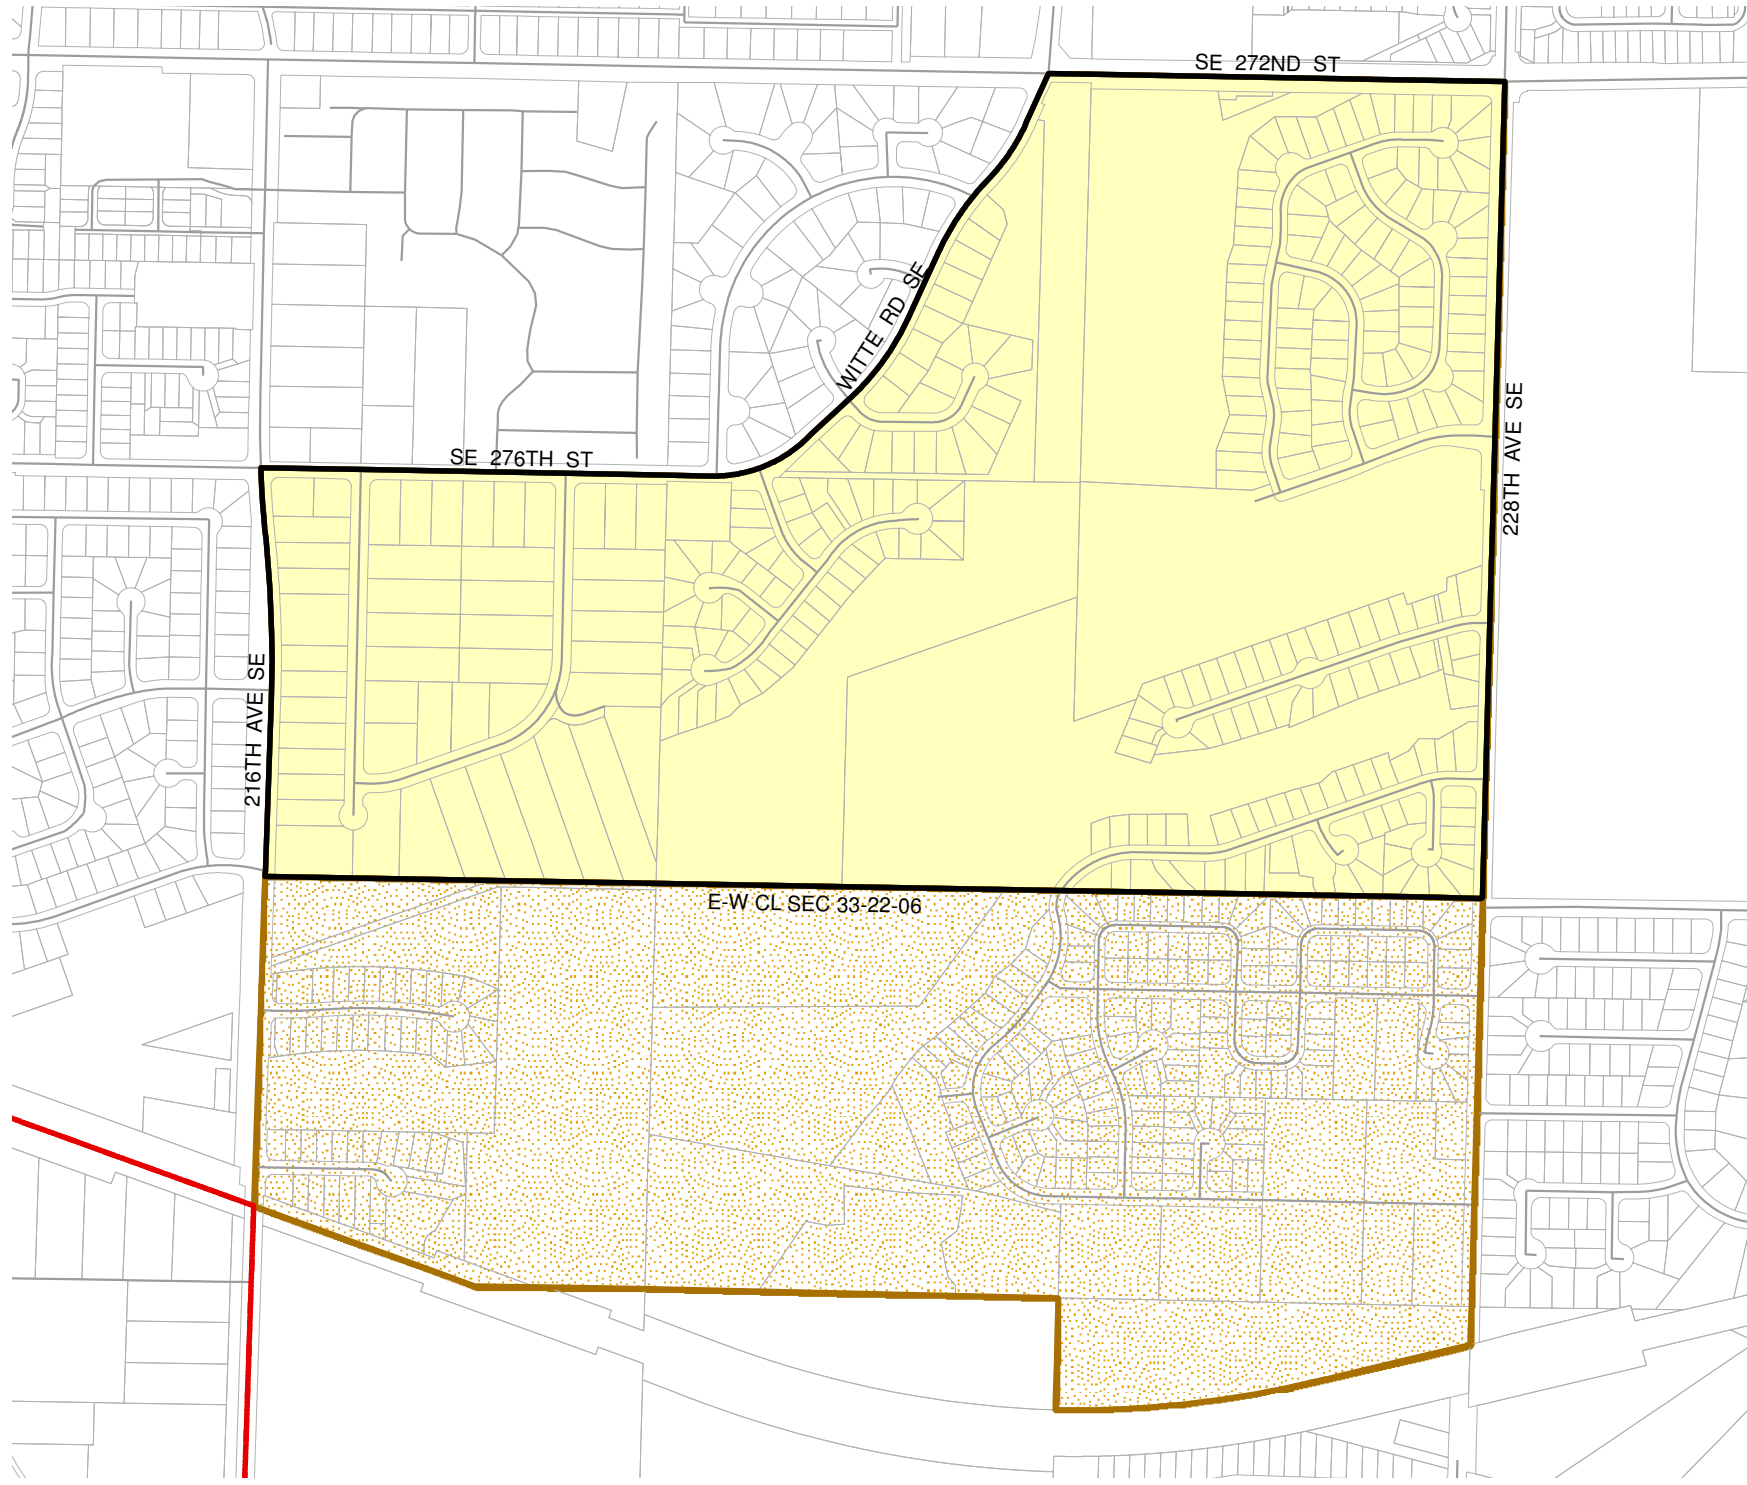 SE 272ND ST
WITTE RD SE
228TH AVE SE
SE 276TH ST
216TH AVE SE
E-W CL SEC 33-22-06